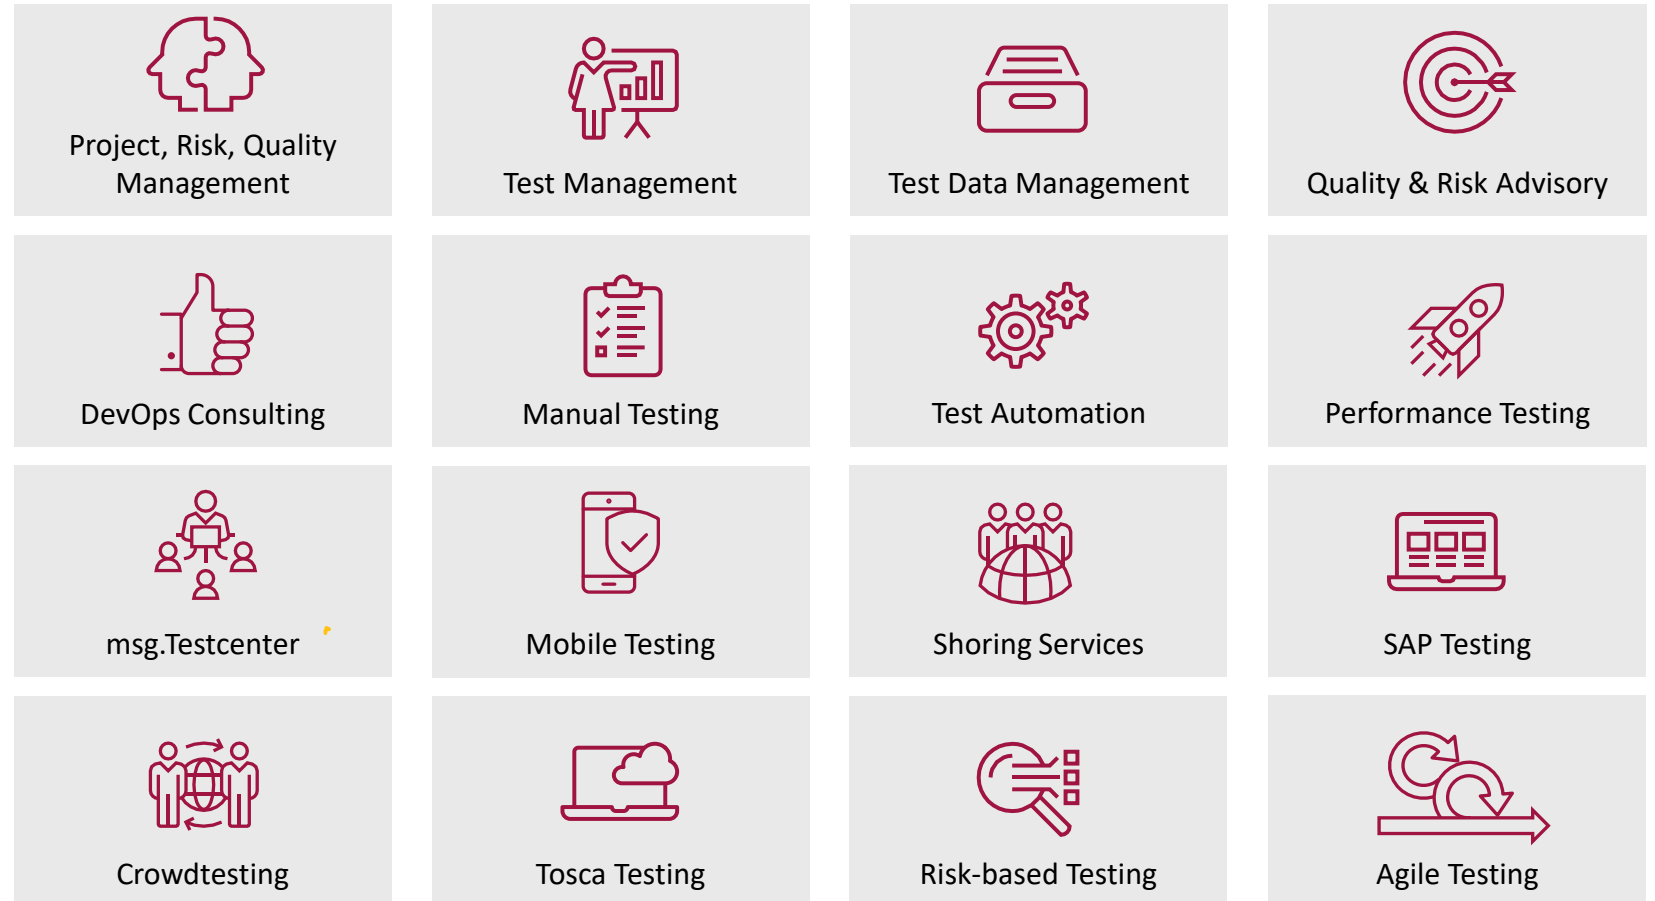 Project, Risk, Quality
Management
Test Management
Test Data Management
Quality & Risk Advisory
DevOps Consulting
Manual Testing
Test Automation
Performance Testing
msg.Testcenter
Mobile Testing
Shoring Services
SAP Testing
Crowdtesting
Tosca Testing
Risk-based Testing
Agile Testing